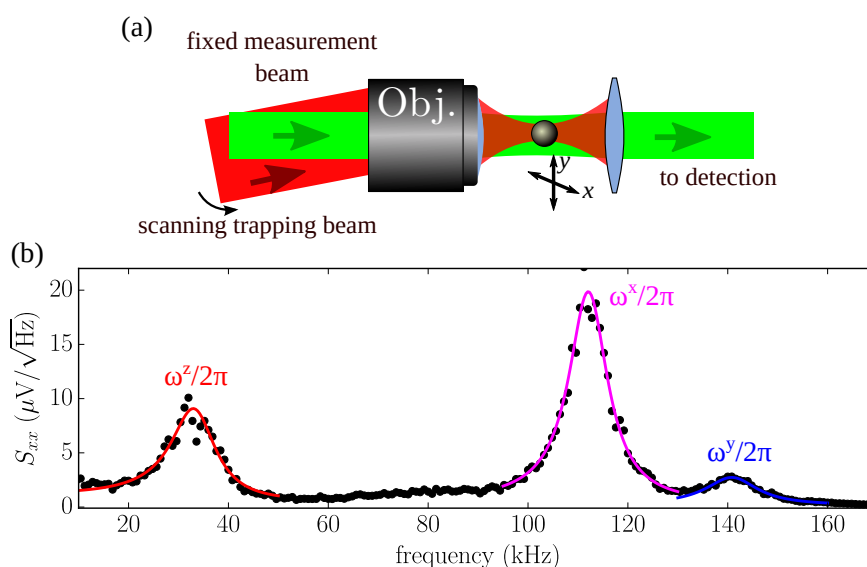 (a)
fixed measurement
beam
Obj.
y
x
to detection
scanning trapping beam
(b)
20
15
10
5
0
S_xx (μV/√Hz)
ω^z/2π
ω^x/2π
ω^y/2π
20 40 60 80 100 120 140 160
frequency (kHz)